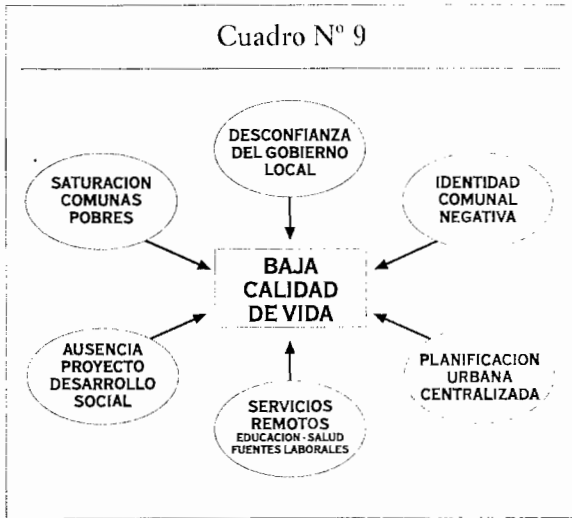 Cuadro Nº 9
DESCONFIANZA
DEL GOBIERNO
LOCAL
SATURACION
COMUNAS
POBRES
IDENTIDAD
COMUNAL
NEGATIVA
BAJA
CALIDAD
DE VIDA
AUSENCIA
PROYECTO
DESARROLLO
SOCIAL
SERVICIOS
REMOTOS
EDUCACION - SALUD
FUENTES LABORALES
PLANIFICACION
URBANA
CENTRALIZADA